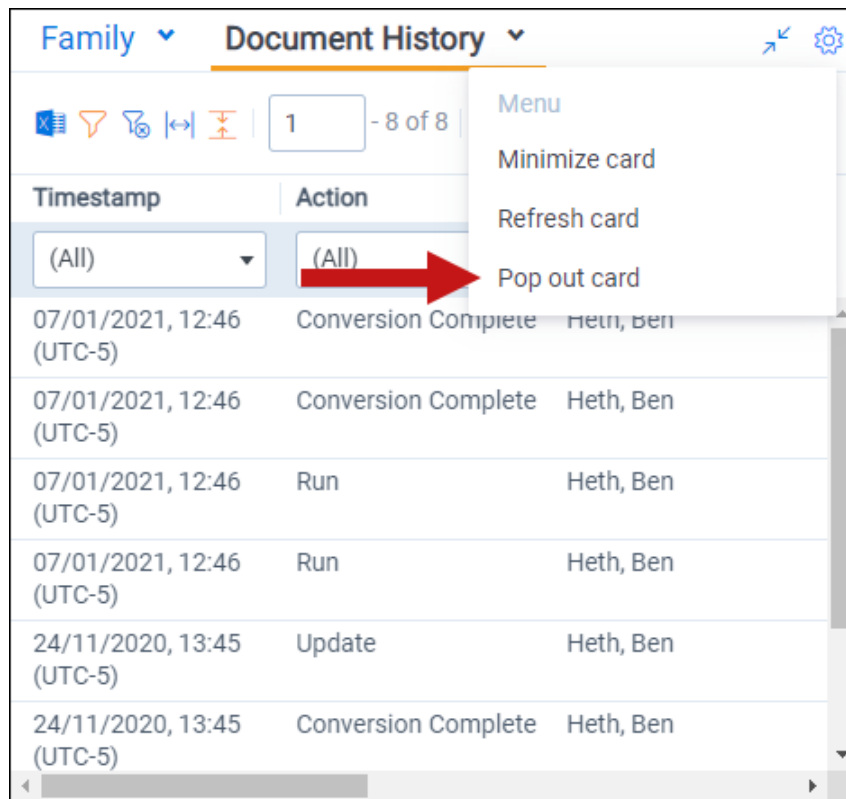 Family Document History
1 - 8 of 8
Menu
Minimize card
Refresh card
Pop out card
Timestamp Action
(All) (All)
07/01/2021, 12:46 Conversion Complete Heth, Ben
(UTC-5)
07/01/2021, 12:46 Conversion Complete Heth, Ben
(UTC-5)
07/01/2021, 12:46 Run Heth, Ben
(UTC-5)
07/01/2021, 12:46 Run Heth, Ben
(UTC-5)
24/11/2020, 13:45 Update Heth, Ben
(UTC-5)
24/11/2020, 13:45 Conversion Complete Heth, Ben
(UTC-5)